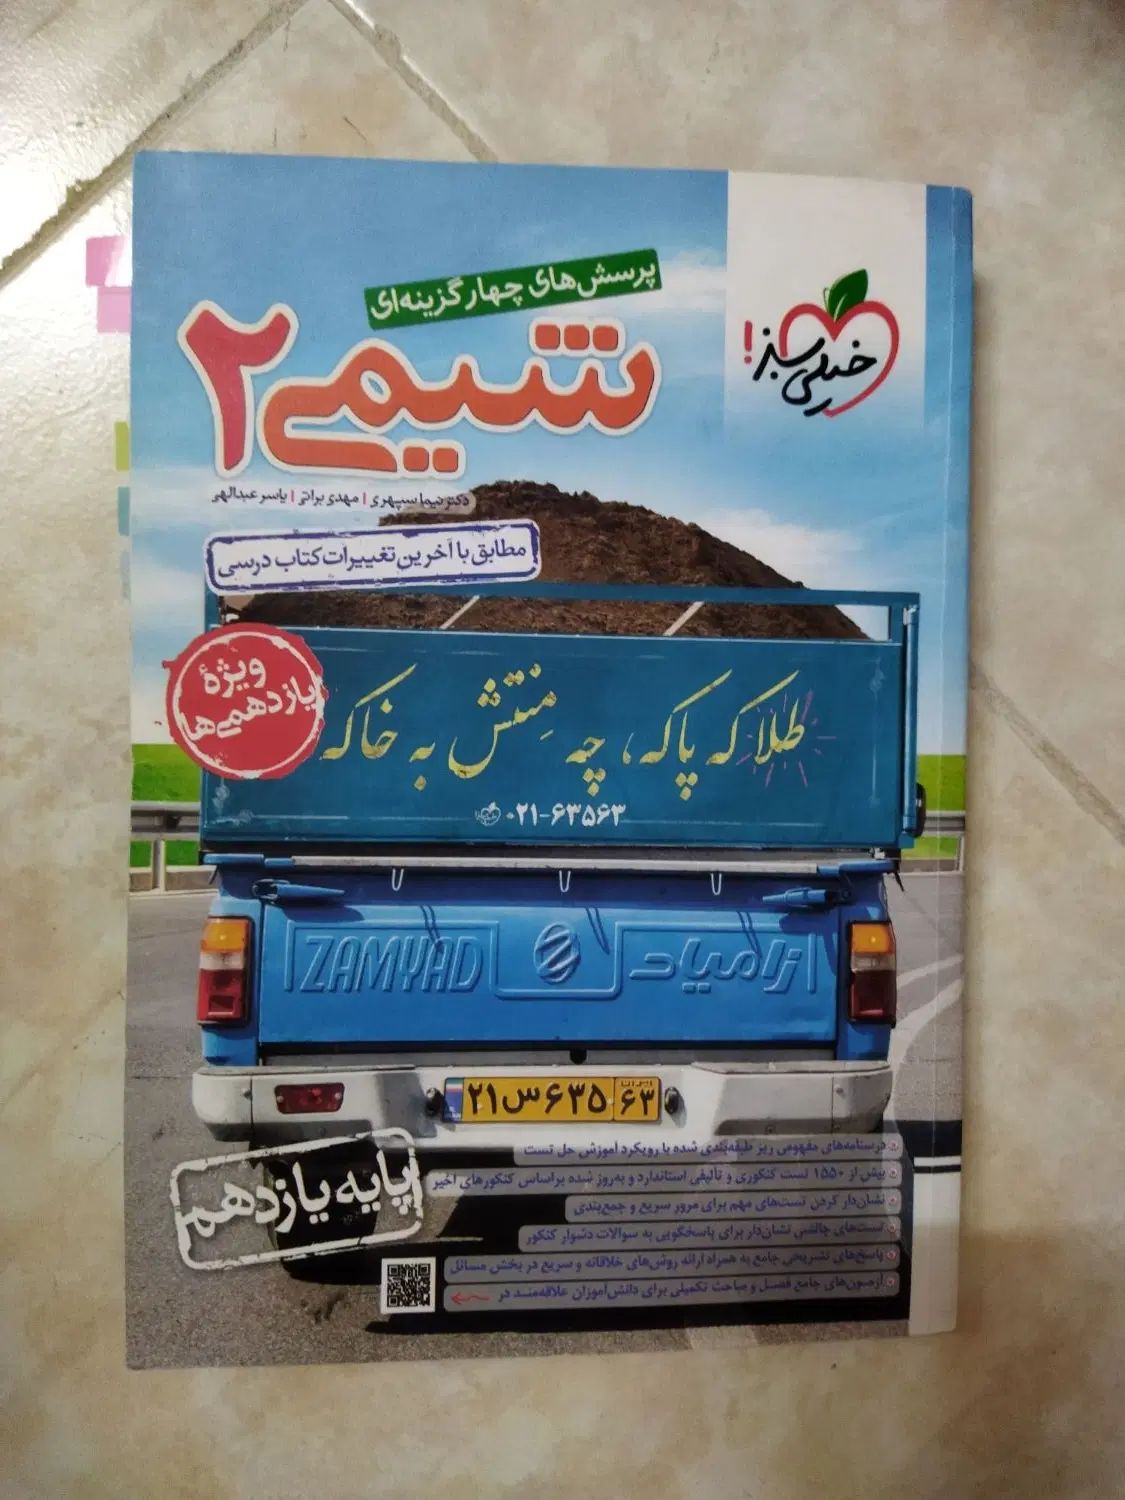 خیلی سبز!
پرسش‌های چهارگزینه‌ای
شیمی ۲
دکتر نیما سپهری | مهدی براتی | یاسر عبدالهی
مطابق با آخرین تغییرات کتاب درسی
ویژهٔ
یازدهمی‌ها
طلا که پاکه، چه منتش به خاکه
۰۲۱-۶۳۵۶۳
ZAMYAD زامیاد
ایران
۲۱س۶۳۵ ۶۳
پایه یازدهم
درسنامه‌های مفهومی ریز طبقه‌بندی شده با رویکرد آموزش حل تست
بیش از ۱۵۵۰ تست کنکوری و تألیفی استاندارد و به‌روز شده براساس کنکورهای اخیر
نشان‌دار کردن تست‌های مهم برای مرور سریع و جمع‌بندی
تست‌های چالشی نشان‌دار برای پاسخگویی به سوالات دشوار کنکور
پاسخ‌های تشریحی جامع به همراه ارائه روش‌های خلاقانه و سریع در بخش مسائل
آزمون‌های جامع فصل و مباحث تکمیلی برای دانش‌آموزان علاقه‌مند در